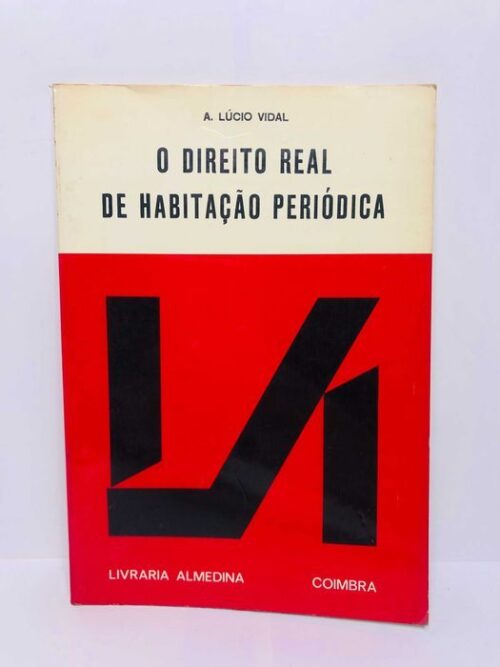 A. LÚCIO VIDAL
O DIREITO REAL
DE HABITAÇÃO PERIÓDICA
LIVRARIA ALMEDINA COIMBRA